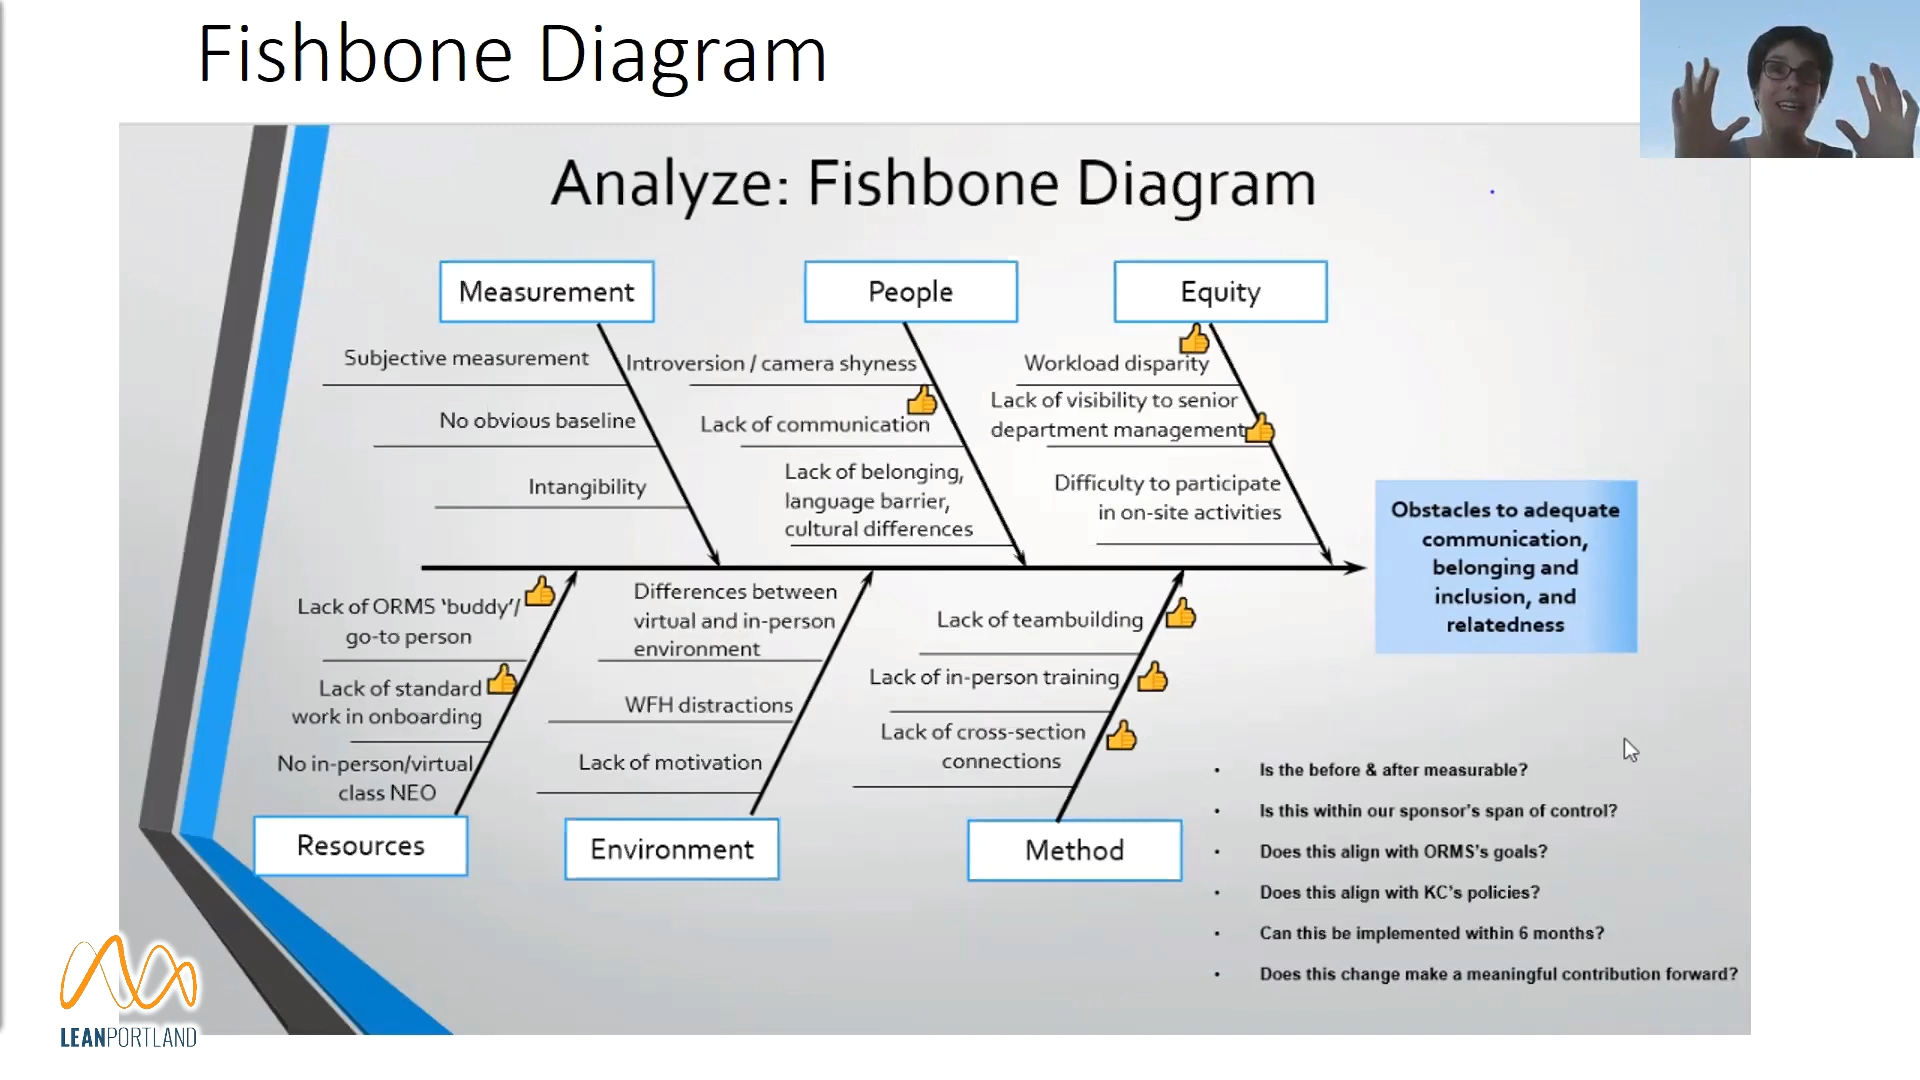 Fishbone Diagram
Analyze: Fishbone Diagram
Measurement
People
Equity
Subjective measurement
No obvious baseline
Intangibility
Introversion / camera shyness
Lack of communication
Lack of belonging,
language barrier,
cultural differences
Workload disparity
Lack of visibility to senior
department management
Difficulty to participate
in on-site activities
Obstacles to adequate
communication,
belonging and
inclusion, and
relatedness
Lack of ORMS ‘buddy’/
go-to person
Lack of standard
work in onboarding
No in-person/virtual
class NEO
Differences between
virtual and in-person
environment
WFH distractions
Lack of motivation
Lack of teambuilding
Lack of in-person training
Lack of cross-section
connections
Resources
Environment
Method
• Is the before & after measurable?
• Is this within our sponsor’s span of control?
• Does this align with ORMS’s goals?
• Does this align with KC’s policies?
• Can this be implemented within 6 months?
• Does this change make a meaningful contribution forward?
LEANPORTLAND